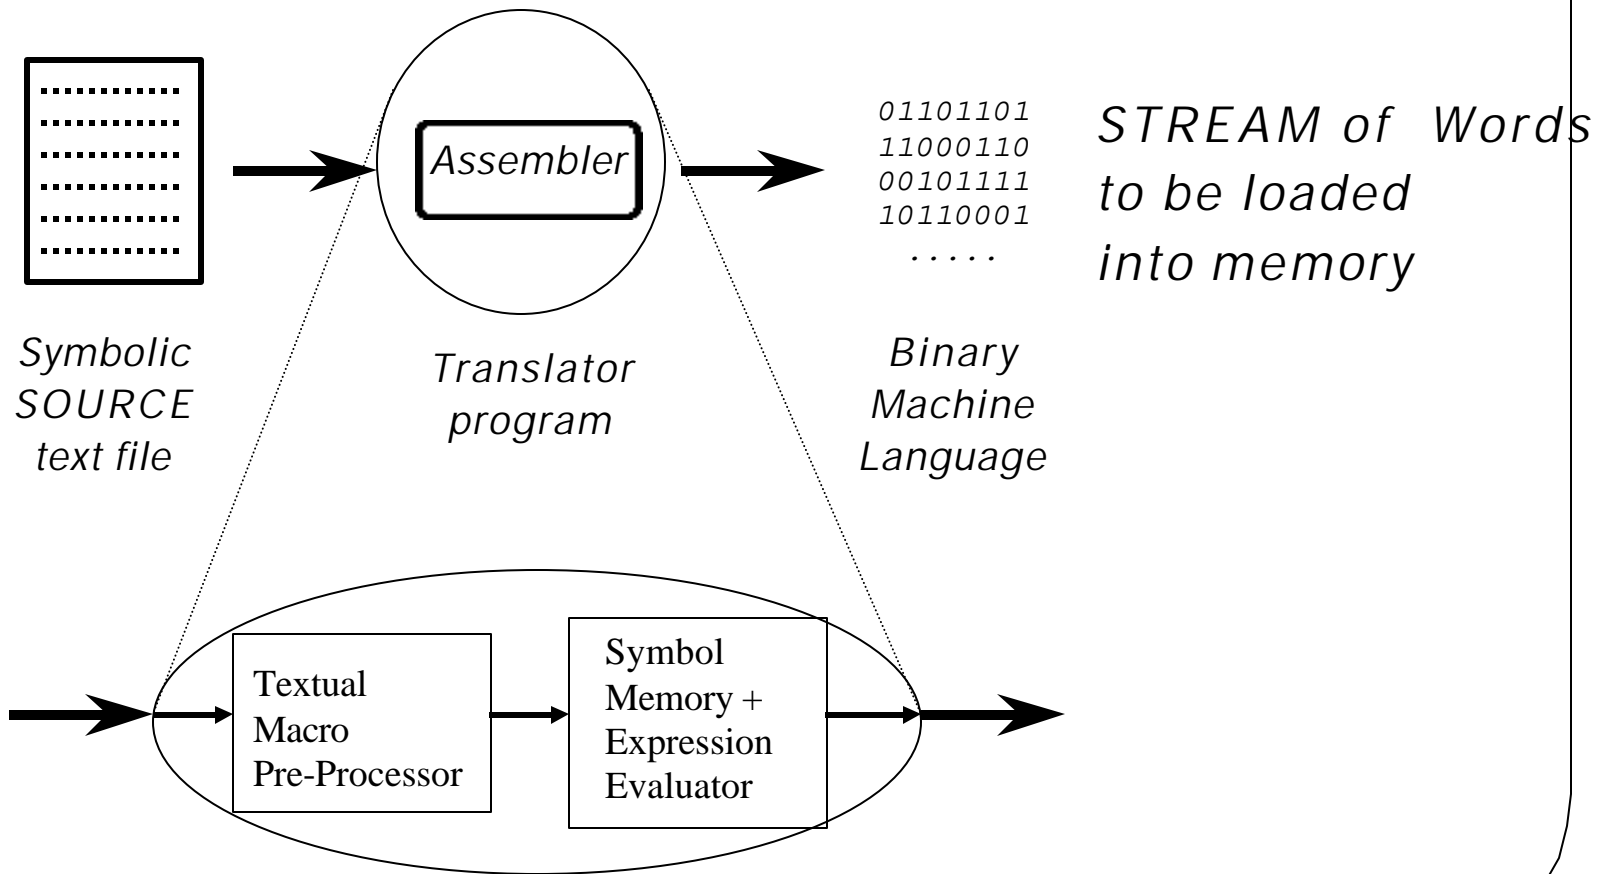 Assembler
01101101
11000110
00101111
10110001
.....
STREAM of Words
to be loaded
into memory
Symbolic
SOURCE
text file
Translator
program
Binary
Machine
Language
Textual
Macro
Pre-Processor
Symbol
Memory +
Expression
Evaluator